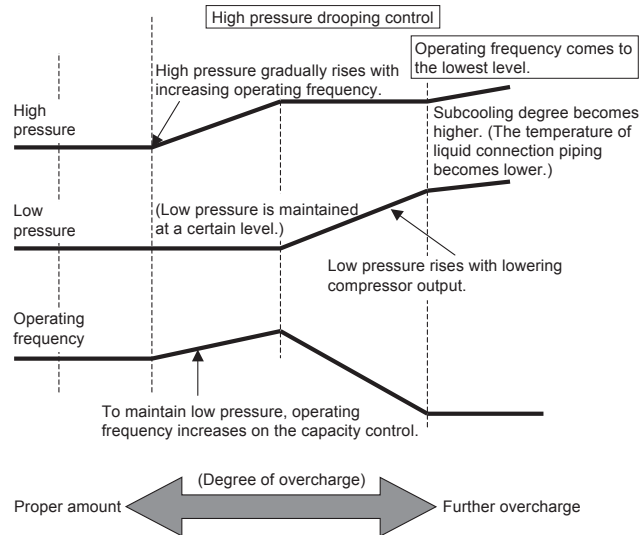 High pressure drooping control
Operating frequency comes to
the lowest level.
High pressure gradually rises with
increasing operating frequency.
High
pressure
Subcooling degree becomes
higher. (The temperature of
liquid connection piping
becomes lower.)
Low
pressure
(Low pressure is maintained
at a certain level.)
Low pressure rises with lowering
compressor output.
Operating
frequency
To maintain low pressure, operating
frequency increases on the capacity control.
(Degree of overcharge)
Proper amount
Further overcharge